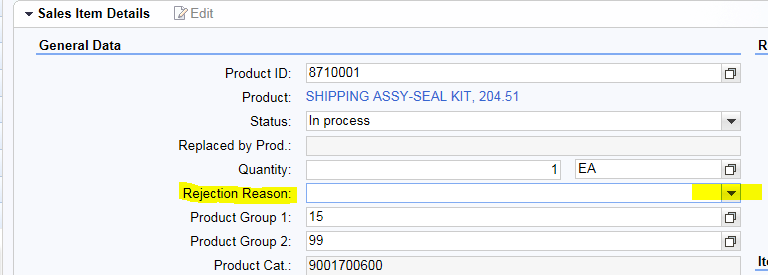 Sales Item Details Edit
General Data R
Product ID: 8710001
Product: SHIPPING ASSY-SEAL KIT, 204.51
Status: In process
Replaced by Prod.:
Quantity: 1 EA
Rejection Reason:
Product Group 1: 15
Product Group 2: 99
Product Cat.: 9001700600 Ite